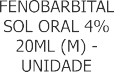 FENOBARBITAL
SOL ORAL 4%
20ML (M) -
UNIDADE